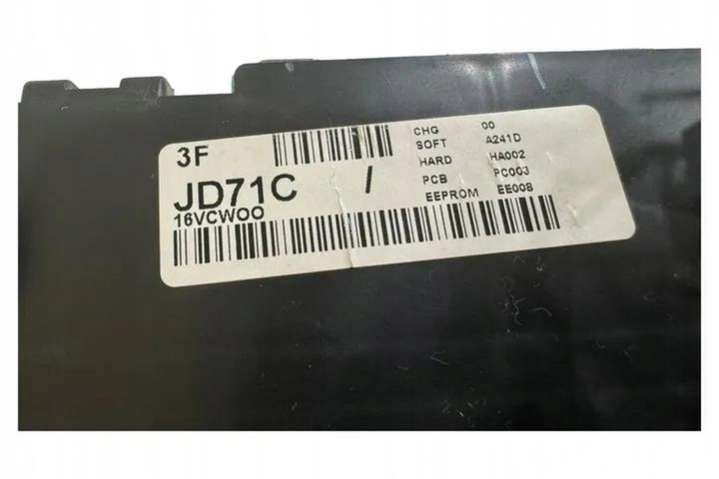 3F
JD71C /
16VCWOO
CHG 00
SOFT A241D
HARD HA002
PCB PC003
EEPROM EE008